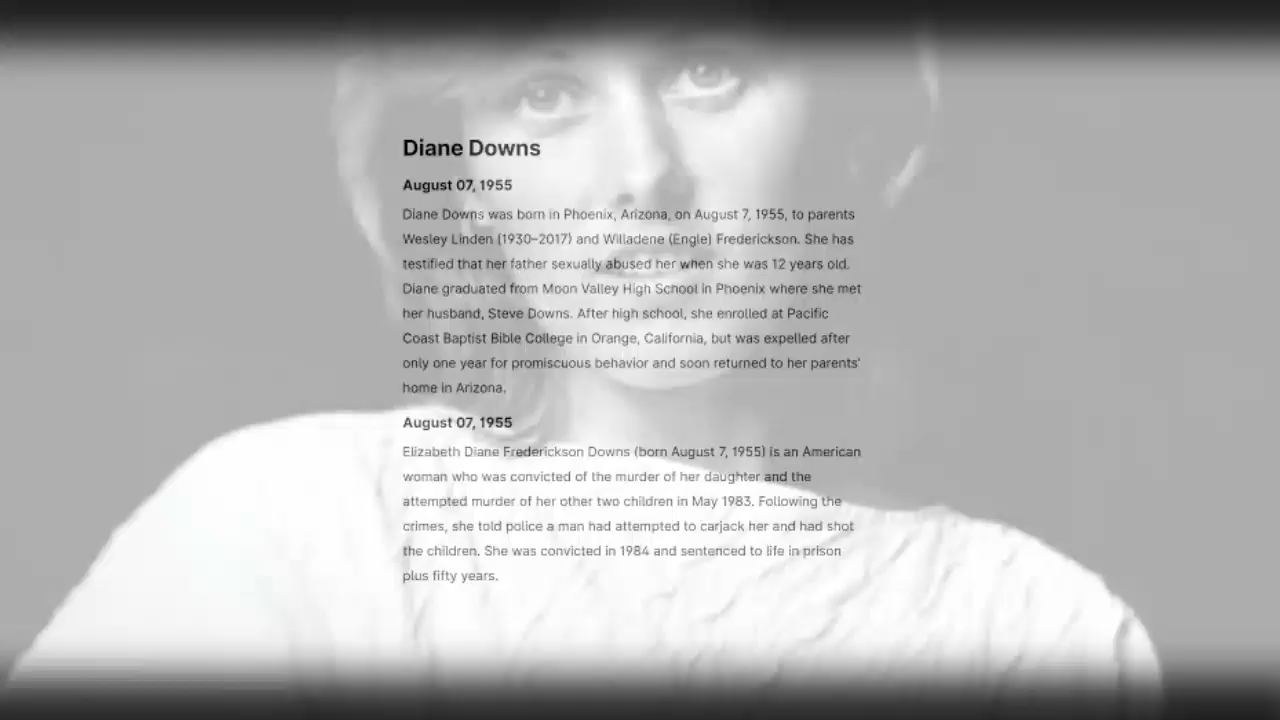 Diane Downs
August 07, 1955
Diane Downs was born in Phoenix, Arizona, on August 7, 1955, to parents
Wesley Linden (1930–2017) and Willadene (Engle) Frederickson. She has
testified that her father sexually abused her when she was 12 years old.
Diane graduated from Moon Valley High School in Phoenix where she met
her husband, Steve Downs. After high school, she enrolled at Pacific
Coast Baptist Bible College in Orange, California, but was expelled after
only one year for promiscuous behavior and soon returned to her parents'
home in Arizona.
August 07, 1955
Elizabeth Diane Frederickson Downs (born August 7, 1955) is an American
woman who was convicted of the murder of her daughter and the
attempted murder of her other two children in May 1983. Following the
crimes, she told police a man had attempted to carjack her and had shot
the children. She was convicted in 1984 and sentenced to life in prison
plus fifty years.